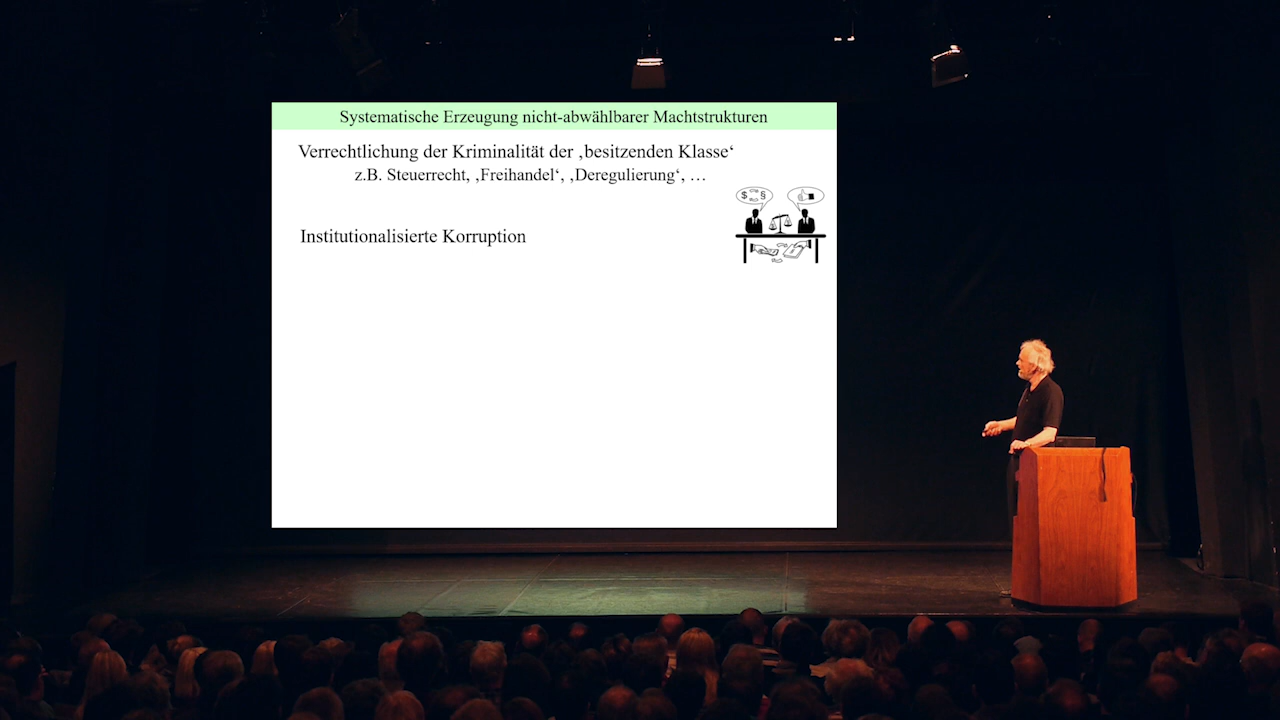 Systematische Erzeugung nicht-abwählbarer Machtstrukturen
Verrechtlichung der Kriminalität der ‚besitzenden Klasse‘
z.B. Steuerrecht, ‚Freihandel‘, ‚Deregulierung‘, …
$ §
Institutionalisierte Korruption